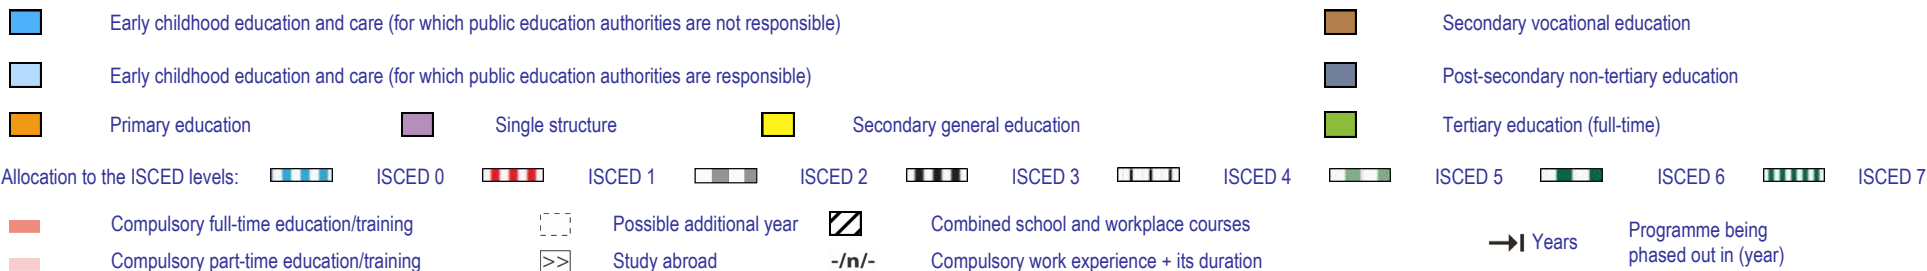 Early childhood education and care (for which public education authorities are not responsible)
Secondary vocational education
Early childhood education and care (for which public education authorities are responsible)
Post-secondary non-tertiary education
Primary education
Single structure
Secondary general education
Tertiary education (full-time)
Allocation to the ISCED levels:
ISCED 0
ISCED 1
ISCED 2
ISCED 3
ISCED 4
ISCED 5
ISCED 6
ISCED 7
Compulsory full-time education/training
Possible additional year
Combined school and workplace courses
Years
Programme being
phased out in (year)
Compulsory part-time education/training
>>
Study abroad
-/n/-
Compulsory work experience + its duration